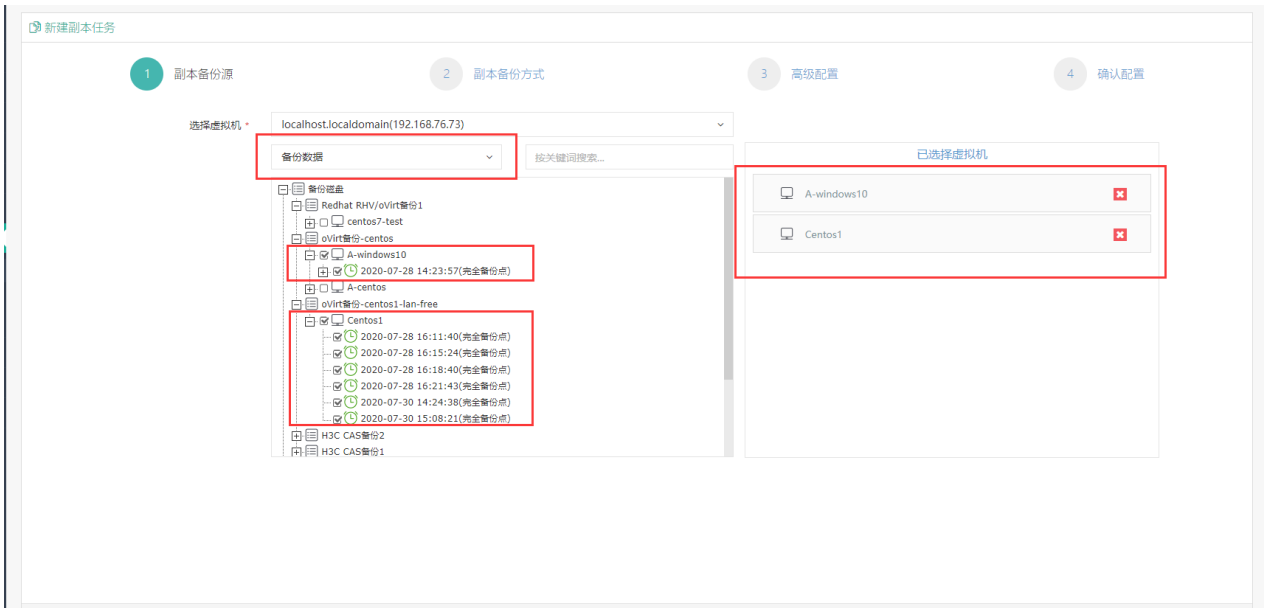 新建副本任务
1 副本备份源 2 副本备份方式 3 高级配置 4 确认配置
选择虚拟机 * localhost.localdomain(192.168.76.73)
备份数据 按关键词搜索... 已选择虚拟机
备份磁盘
Redhat RHV/oVirt备份1
centos7-test
oVirt备份-centos
A-windows10
2020-07-28 14:23:57(完全备份点)
A-centos
oVirt备份-centos1-lan-free
Centos1
2020-07-28 16:11:40(完全备份点)
2020-07-28 16:15:24(完全备份点)
2020-07-28 16:18:40(完全备份点)
2020-07-28 16:21:43(完全备份点)
2020-07-30 14:24:38(完全备份点)
2020-07-30 15:08:21(完全备份点)
H3C CAS备份2
H3C CAS备份1
A-windows10
Centos1